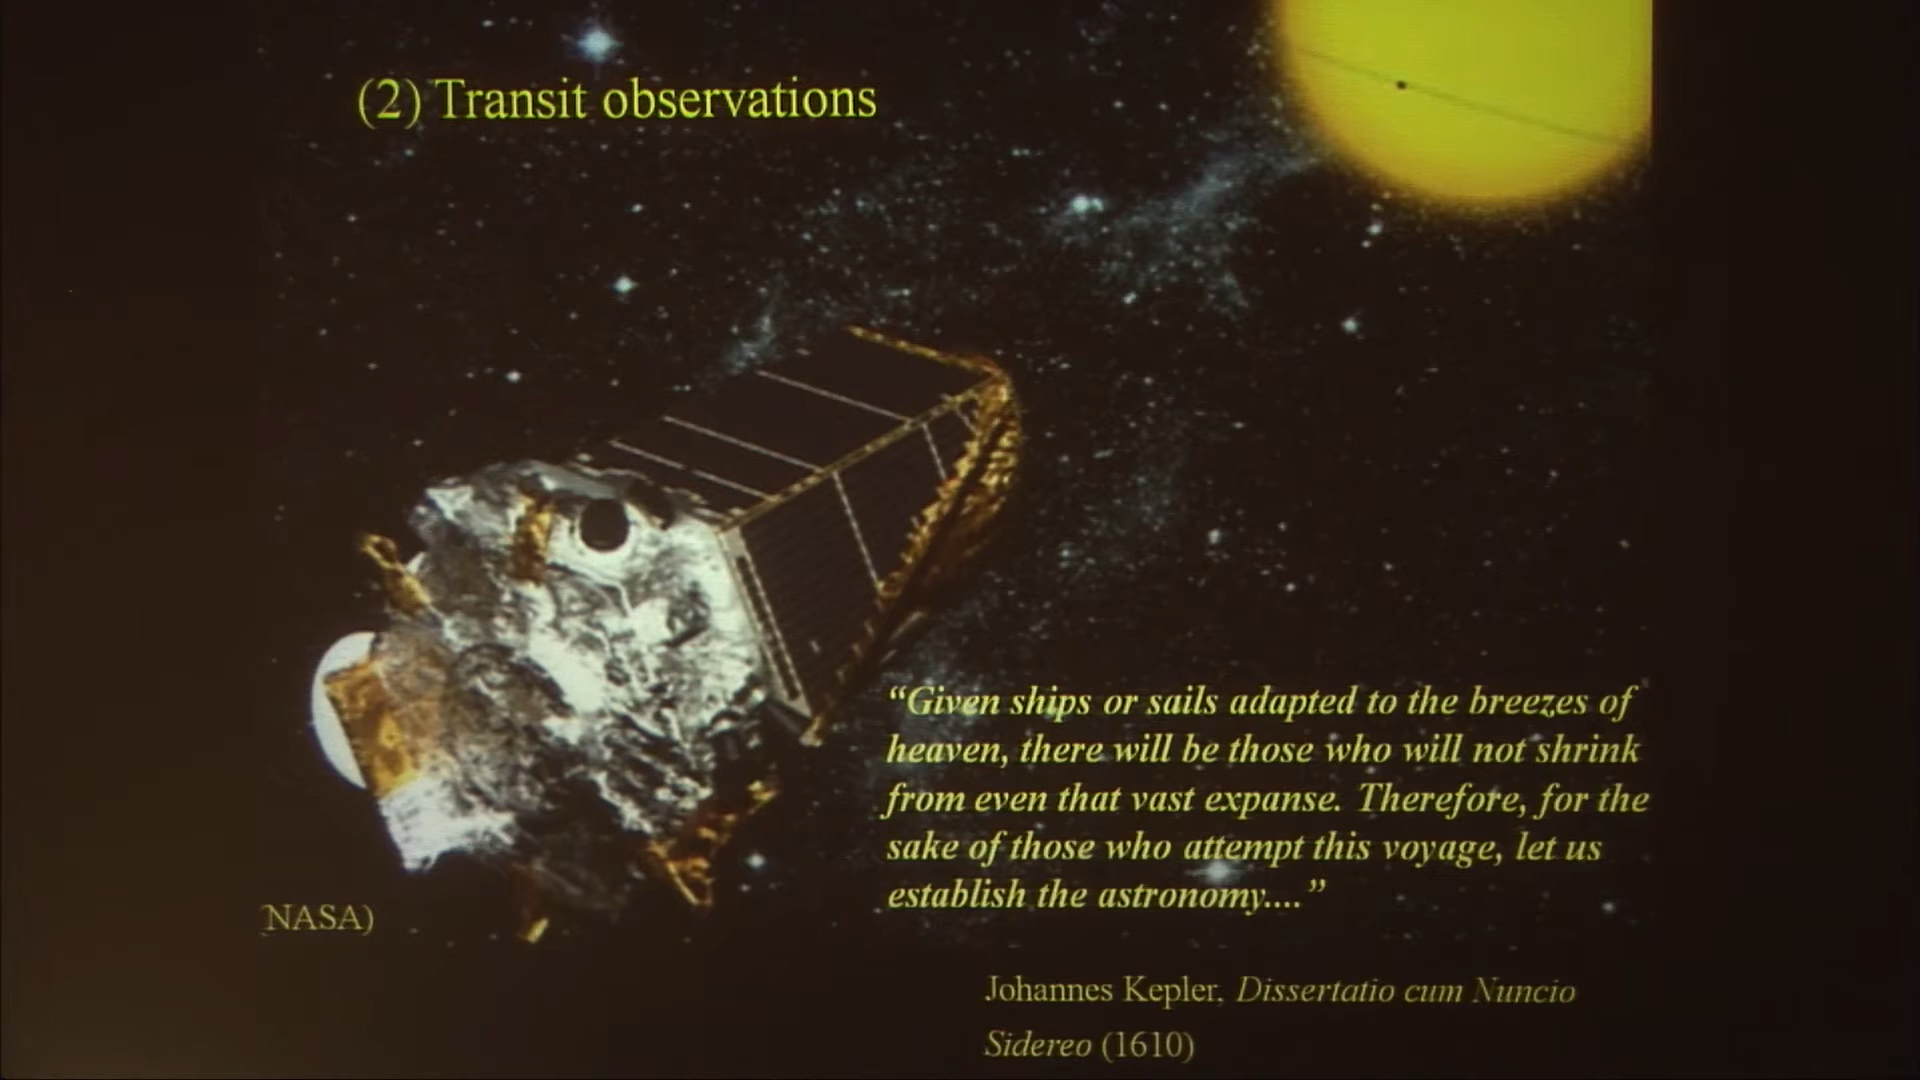 (2) Transit observations
“Given ships or sails adapted to the breezes of
heaven, there will be those who will not shrink
from even that vast expanse. Therefore, for the
sake of those who attempt this voyage, let us
establish the astronomy....”
NASA)
Johannes Kepler, Dissertatio cum Nuncio
Sidereo (1610)